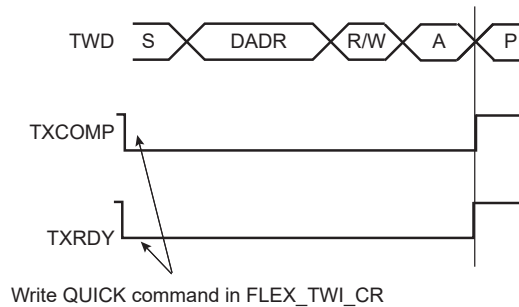 TWD S DADR R/W A P
TXCOMP
TXRDY
Write QUICK command in FLEX_TWI_CR